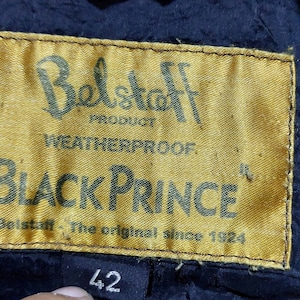 Belstaff
PRODUCT
WEATHERPROOF
BLACK PRINCE"
Belstaff - The original since 1924
42